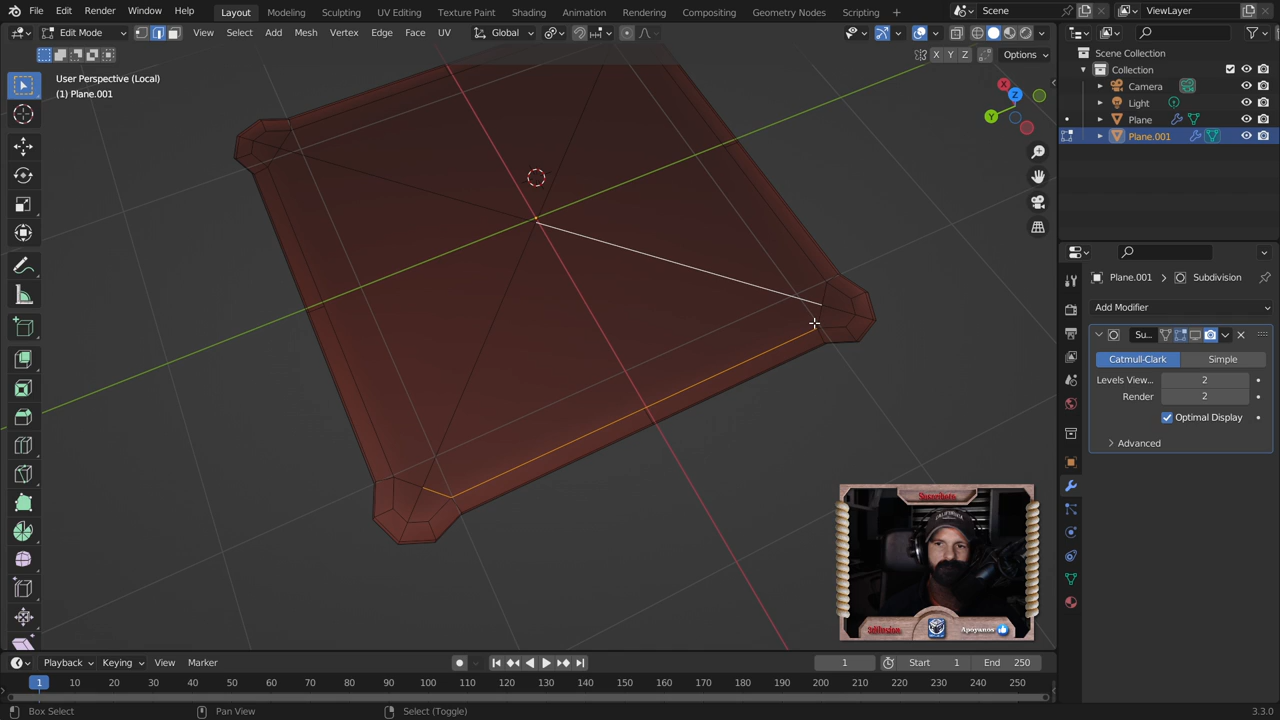 File Edit Render Window Help
Layout Modeling Sculpting UV Editing Texture Paint Shading Animation Rendering Compositing Geometry Nodes Scripting
Scene ViewLayer
Edit Mode View Select Add Mesh Vertex Edge Face UV Global
X Y Z Options
User Perspective (Local)
(1) Plane.001
X
Z
Y
Scene Collection
Collection
Camera
Light
Plane
Plane.001
Plane.001 > Subdivision
Add Modifier
Su...
Catmull-Clark Simple
Levels View... 2
Render 2
Optimal Display
Advanced
Apoyanos
Playback Keying View Marker 1 Start 1 End 250
1 10 20 30 40 50 60 70 80 90 100 110 120 130 140 150 160 170 180 190 200 210 220 230 240 250
Box Select Pan View Select (Toggle) 3.3.0